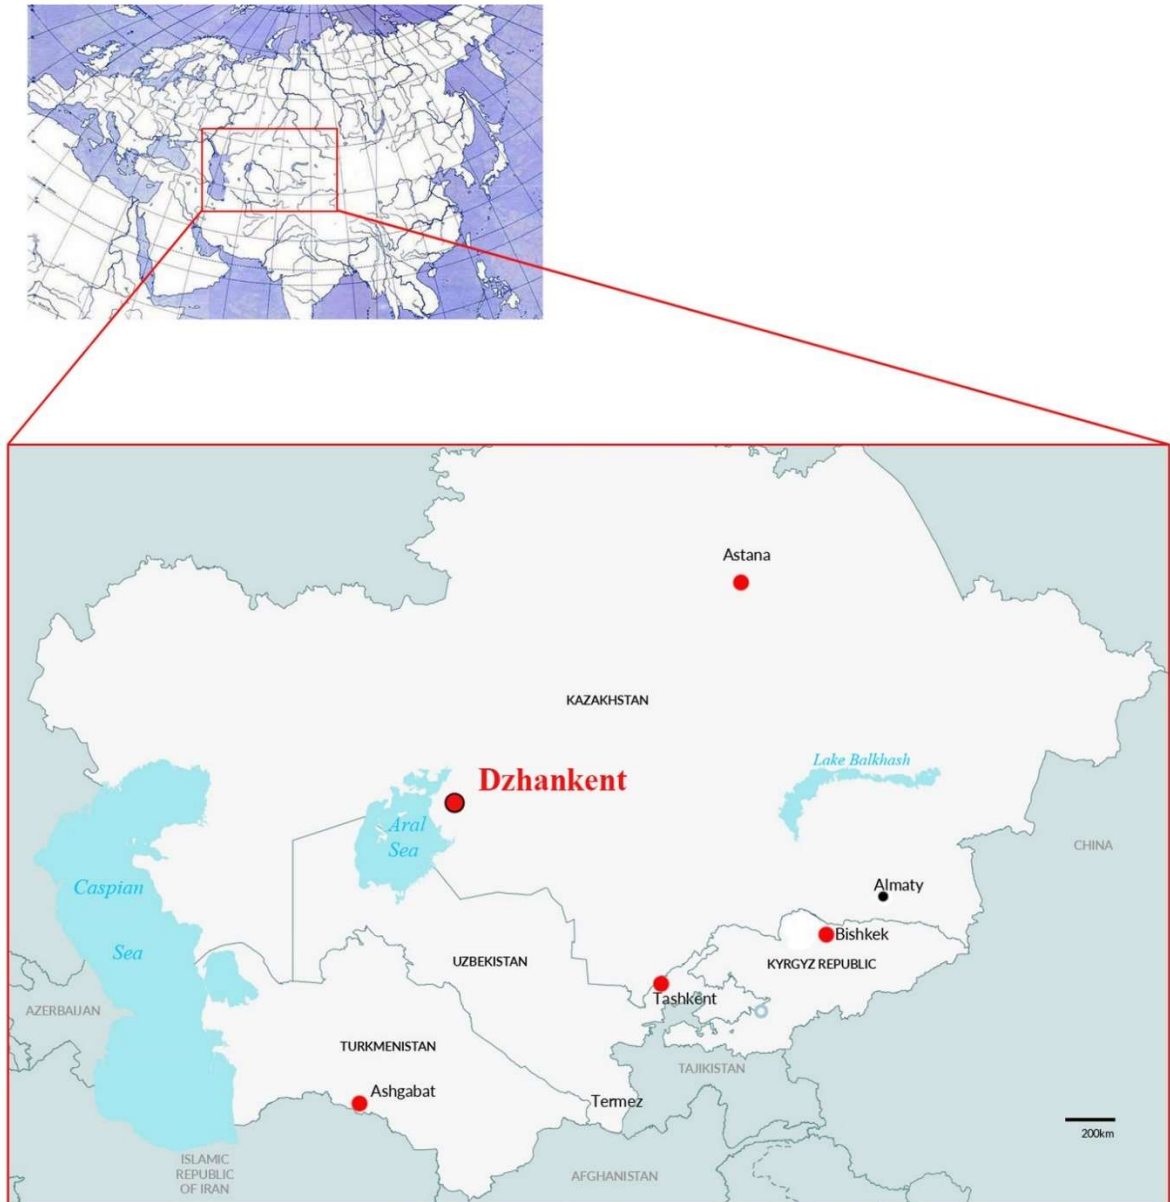 Astana
KAZAKHSTAN
Lake Balkhash
Dzhankent
Aral
Sea
CHINA
Caspian
Sea
Almaty
Bishkek
KYRGYZ REPUBLIC
UZBEKISTAN
Tashkent
AZERBAIJAN
TURKMENISTAN
TAJIKISTAN
Ashgabat
Termez
200km
ISLAMIC
REPUBLIC
OF IRAN
AFGHANISTAN